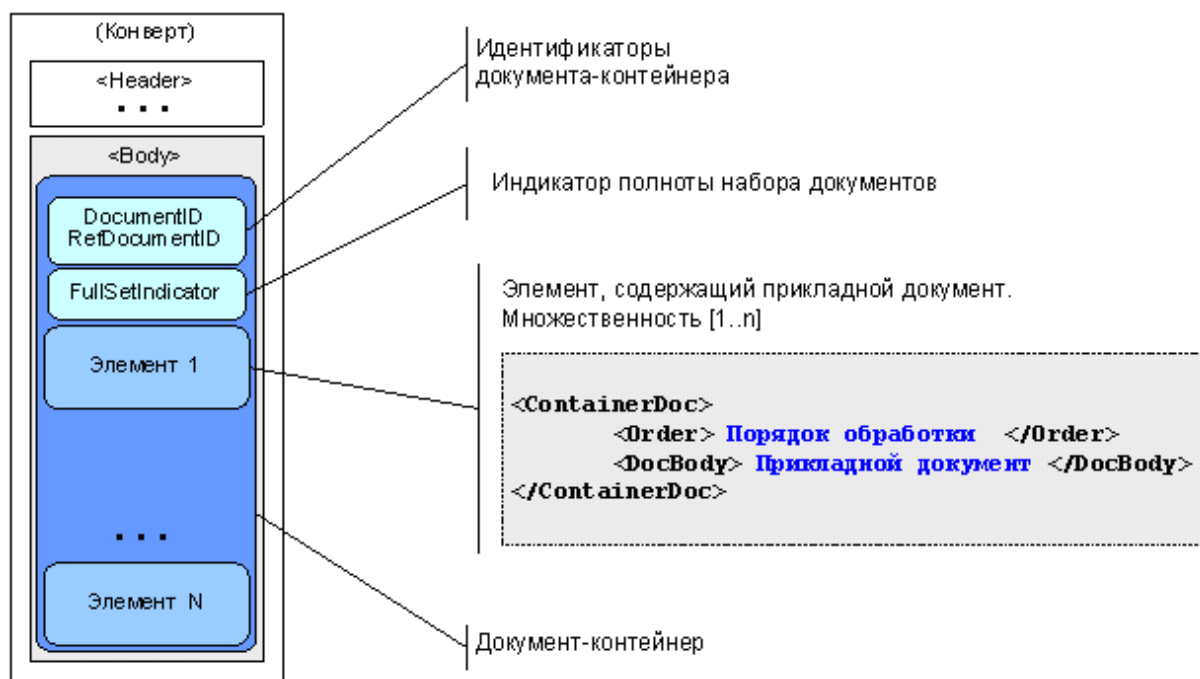 (Конверт)
<Header>
. . .
<Body>
DocumentID
RefDocumentID
FullSetIndicator
Элемент 1
. . .
Элемент N
Идентификаторы
документа-контейнера
Индикатор полноты набора документов
Элемент, содержащий прикладной документ.
Множественность [1..n]
<ContainerDoc>
<Order> Порядок обработки </Order>
<DocBody> Прикладной документ </DocBody>
</ContainerDoc>
Документ-контейнер